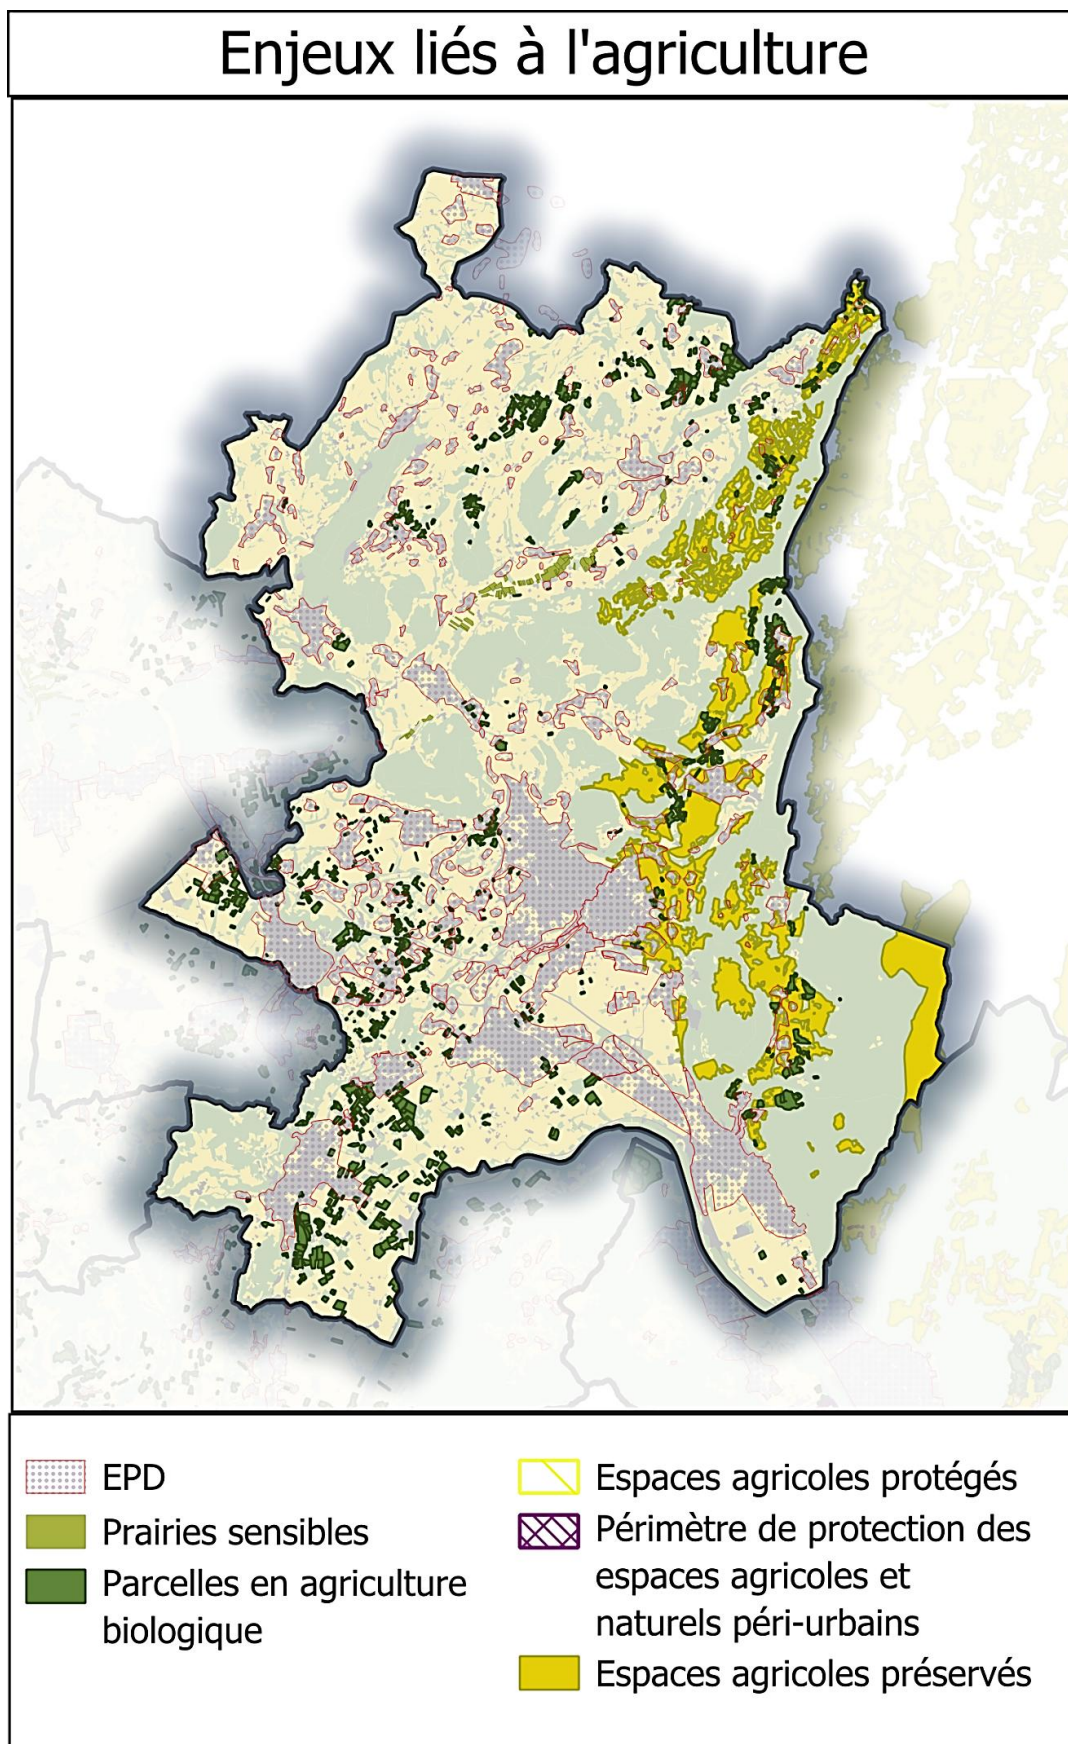 Enjeux liés à l'agriculture
EPD
Prairies sensibles
Parcelles en agriculture
biologique
Espaces agricoles protégés
Périmètre de protection des
espaces agricoles et
naturels péri-urbains
Espaces agricoles préservés